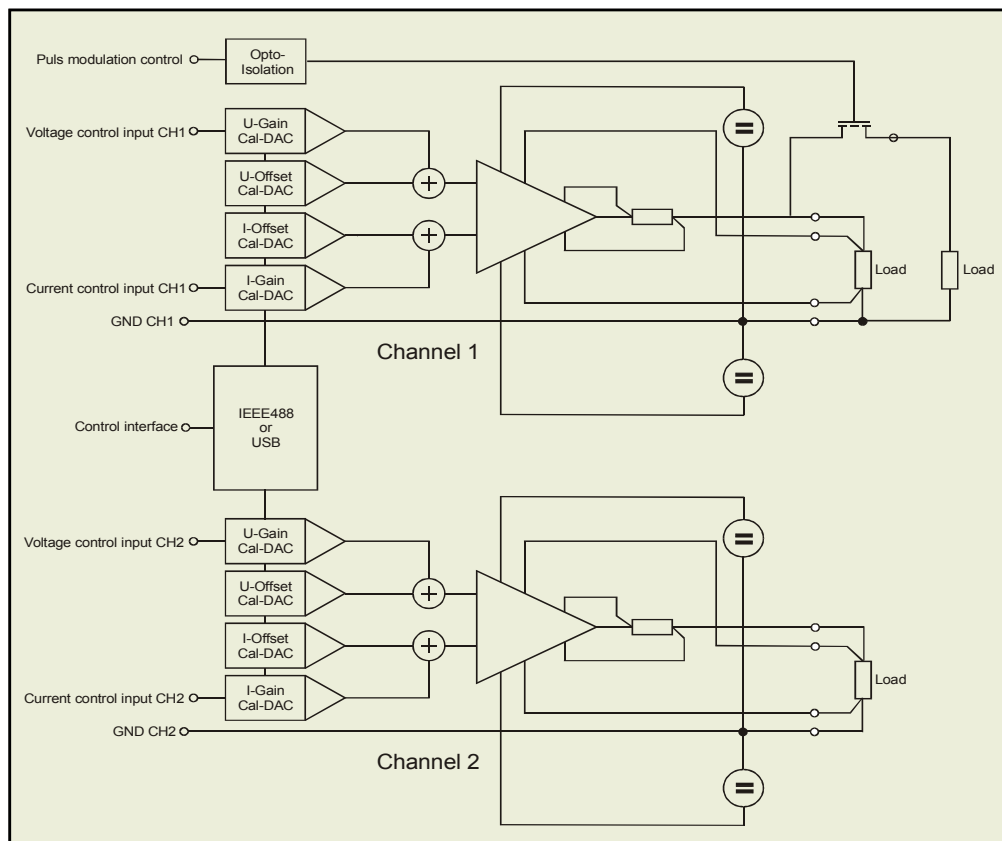 Puls modulation control
Opto-
Isolation
Voltage control input CH1
U-Gain
Cal-DAC
U-Offset
Cal-DAC
I-Offset
Cal-DAC
Current control input CH1
I-Gain
Cal-DAC
Load
Load
GND CH1
Channel 1
Control interface
IEEE488
or
USB
Voltage control input CH2
U-Gain
Cal-DAC
U-Offset
Cal-DAC
I-Offset
Cal-DAC
Current control input CH2
I-Gain
Cal-DAC
Load
GND CH2
Channel 2